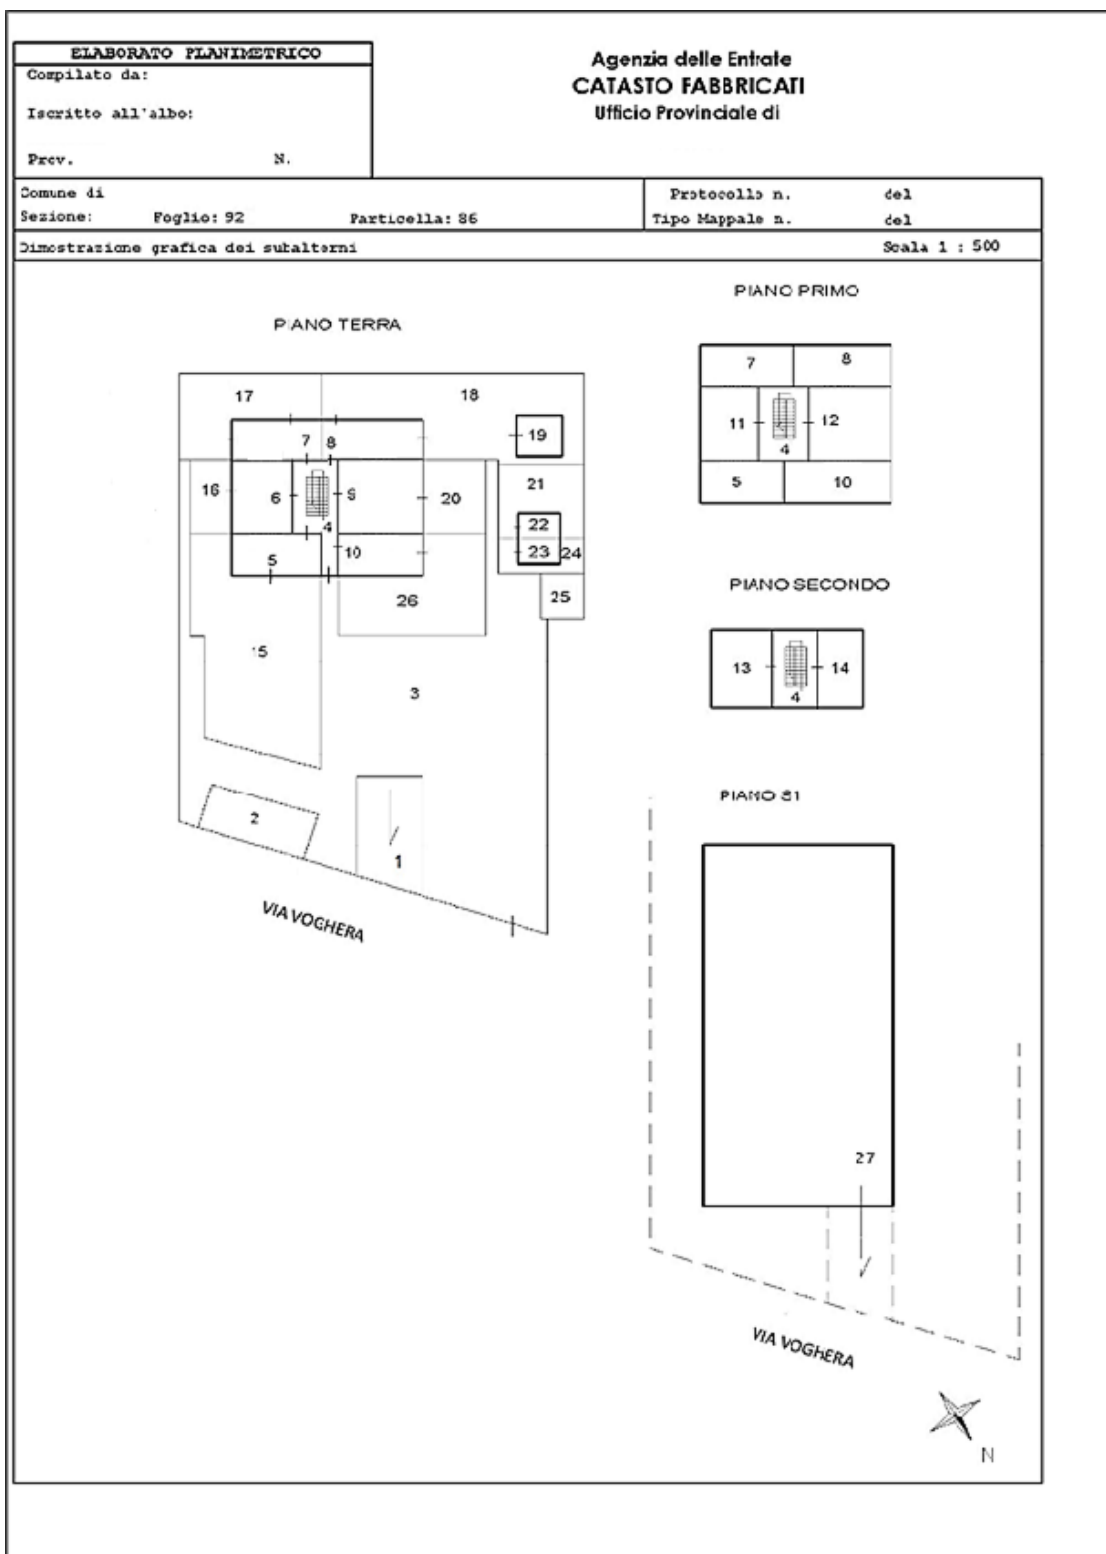 ELABORATO PLANIMETRICO
Compilato da:
Iscritto all'albo:
Prov. N.
Agenzia delle Entrate
CATASTO FABBRICATI
Ufficio Provinciale di
Comune di
Sezione: Foglio: 92 Particella: 86
Protocollo n. del
Tipo Mappale n. del
Dimostrazione grafica dei subalterni Scala 1 : 500
PIANO TERRA
17
18
19
7 8
16
6
9
20
21
4
22
5
10
23 24
26
25
15
3
2
1
VIA VOGHERA
PIANO PRIMO
7 8
11 12
4
5 10
PIANO SECONDO
13 14
4
PIANO S1
27
VIA VOGHERA
N